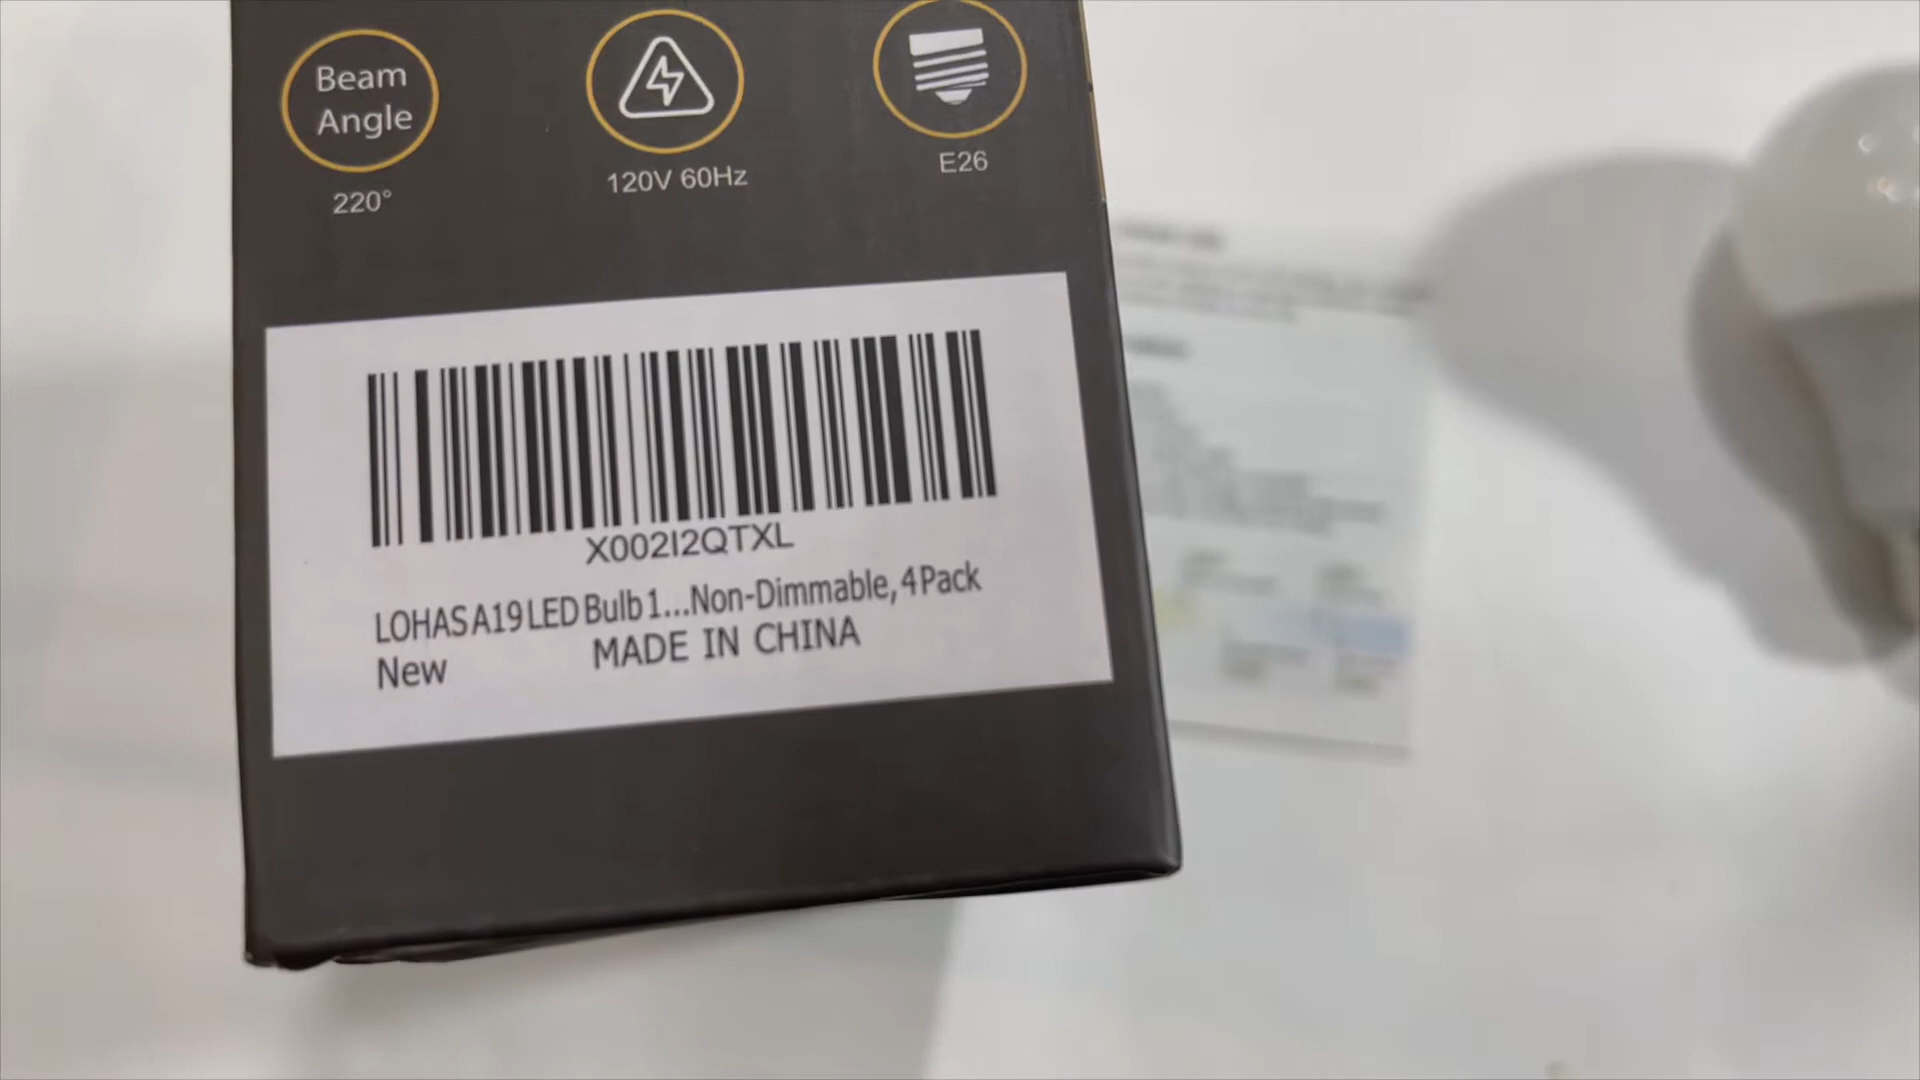 Beam
Angle
220°
120V 60Hz
E26
X002I2QTXL
LOHAS A19 LED Bulb 1...Non-Dimmable, 4 Pack
New MADE IN CHINA